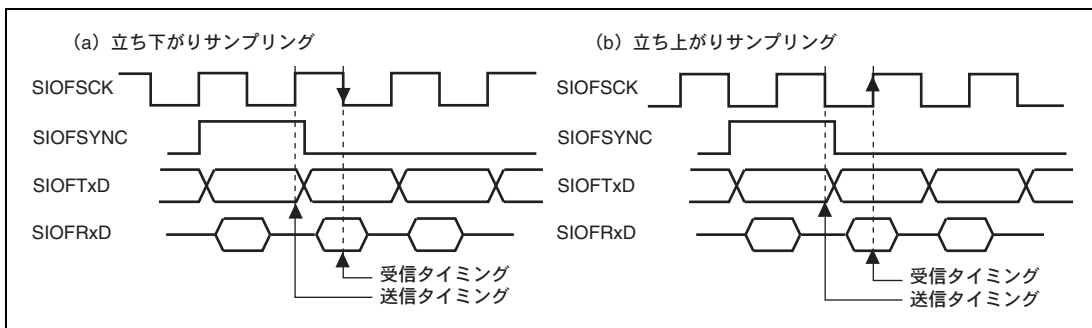 (a) 立ち下がりサンプリング
SIOFSCK
SIOFSYNC
SIOFTxD
SIOFRxD
受信タイミング
送信タイミング
(b) 立ち上がりサンプリング
SIOFSCK
SIOFSYNC
SIOFTxD
SIOFRxD
受信タイミング
送信タイミング